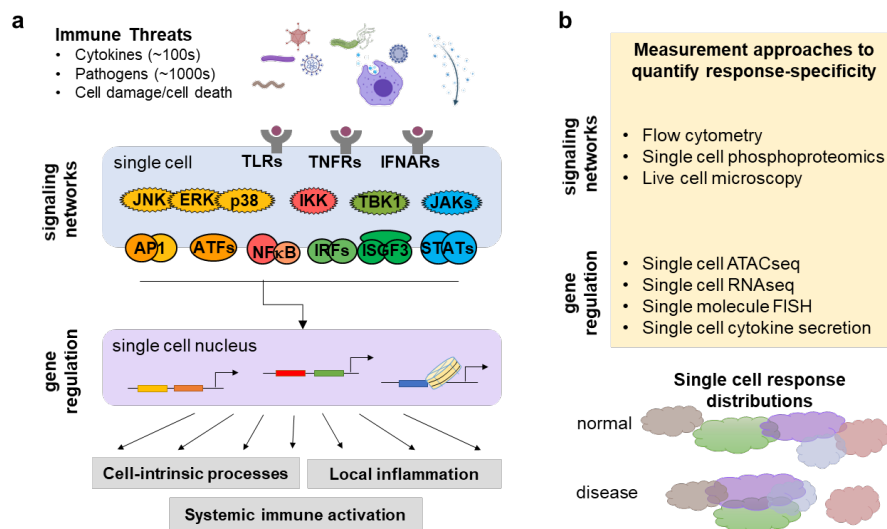 a
Immune Threats
• Cytokines (~100s)
• Pathogens (~1000s)
• Cell damage/cell death
signaling
networks
single cell
TLRs TNFRs IFNARs
JNK ERK p38 IKK TBK1 JAKs
AP1 ATFs NFκB IRFs ISGF3 STATs
gene
regulation
single cell nucleus
Cell-intrinsic processes
Local inflammation
Systemic immune activation
b
Measurement approaches to
quantify response-specificity
signaling
networks
• Flow cytometry
• Single cell phosphoproteomics
• Live cell microscopy
gene
regulation
• Single cell ATACseq
• Single cell RNAseq
• Single molecule FISH
• Single cell cytokine secretion
Single cell response
distributions
normal
disease